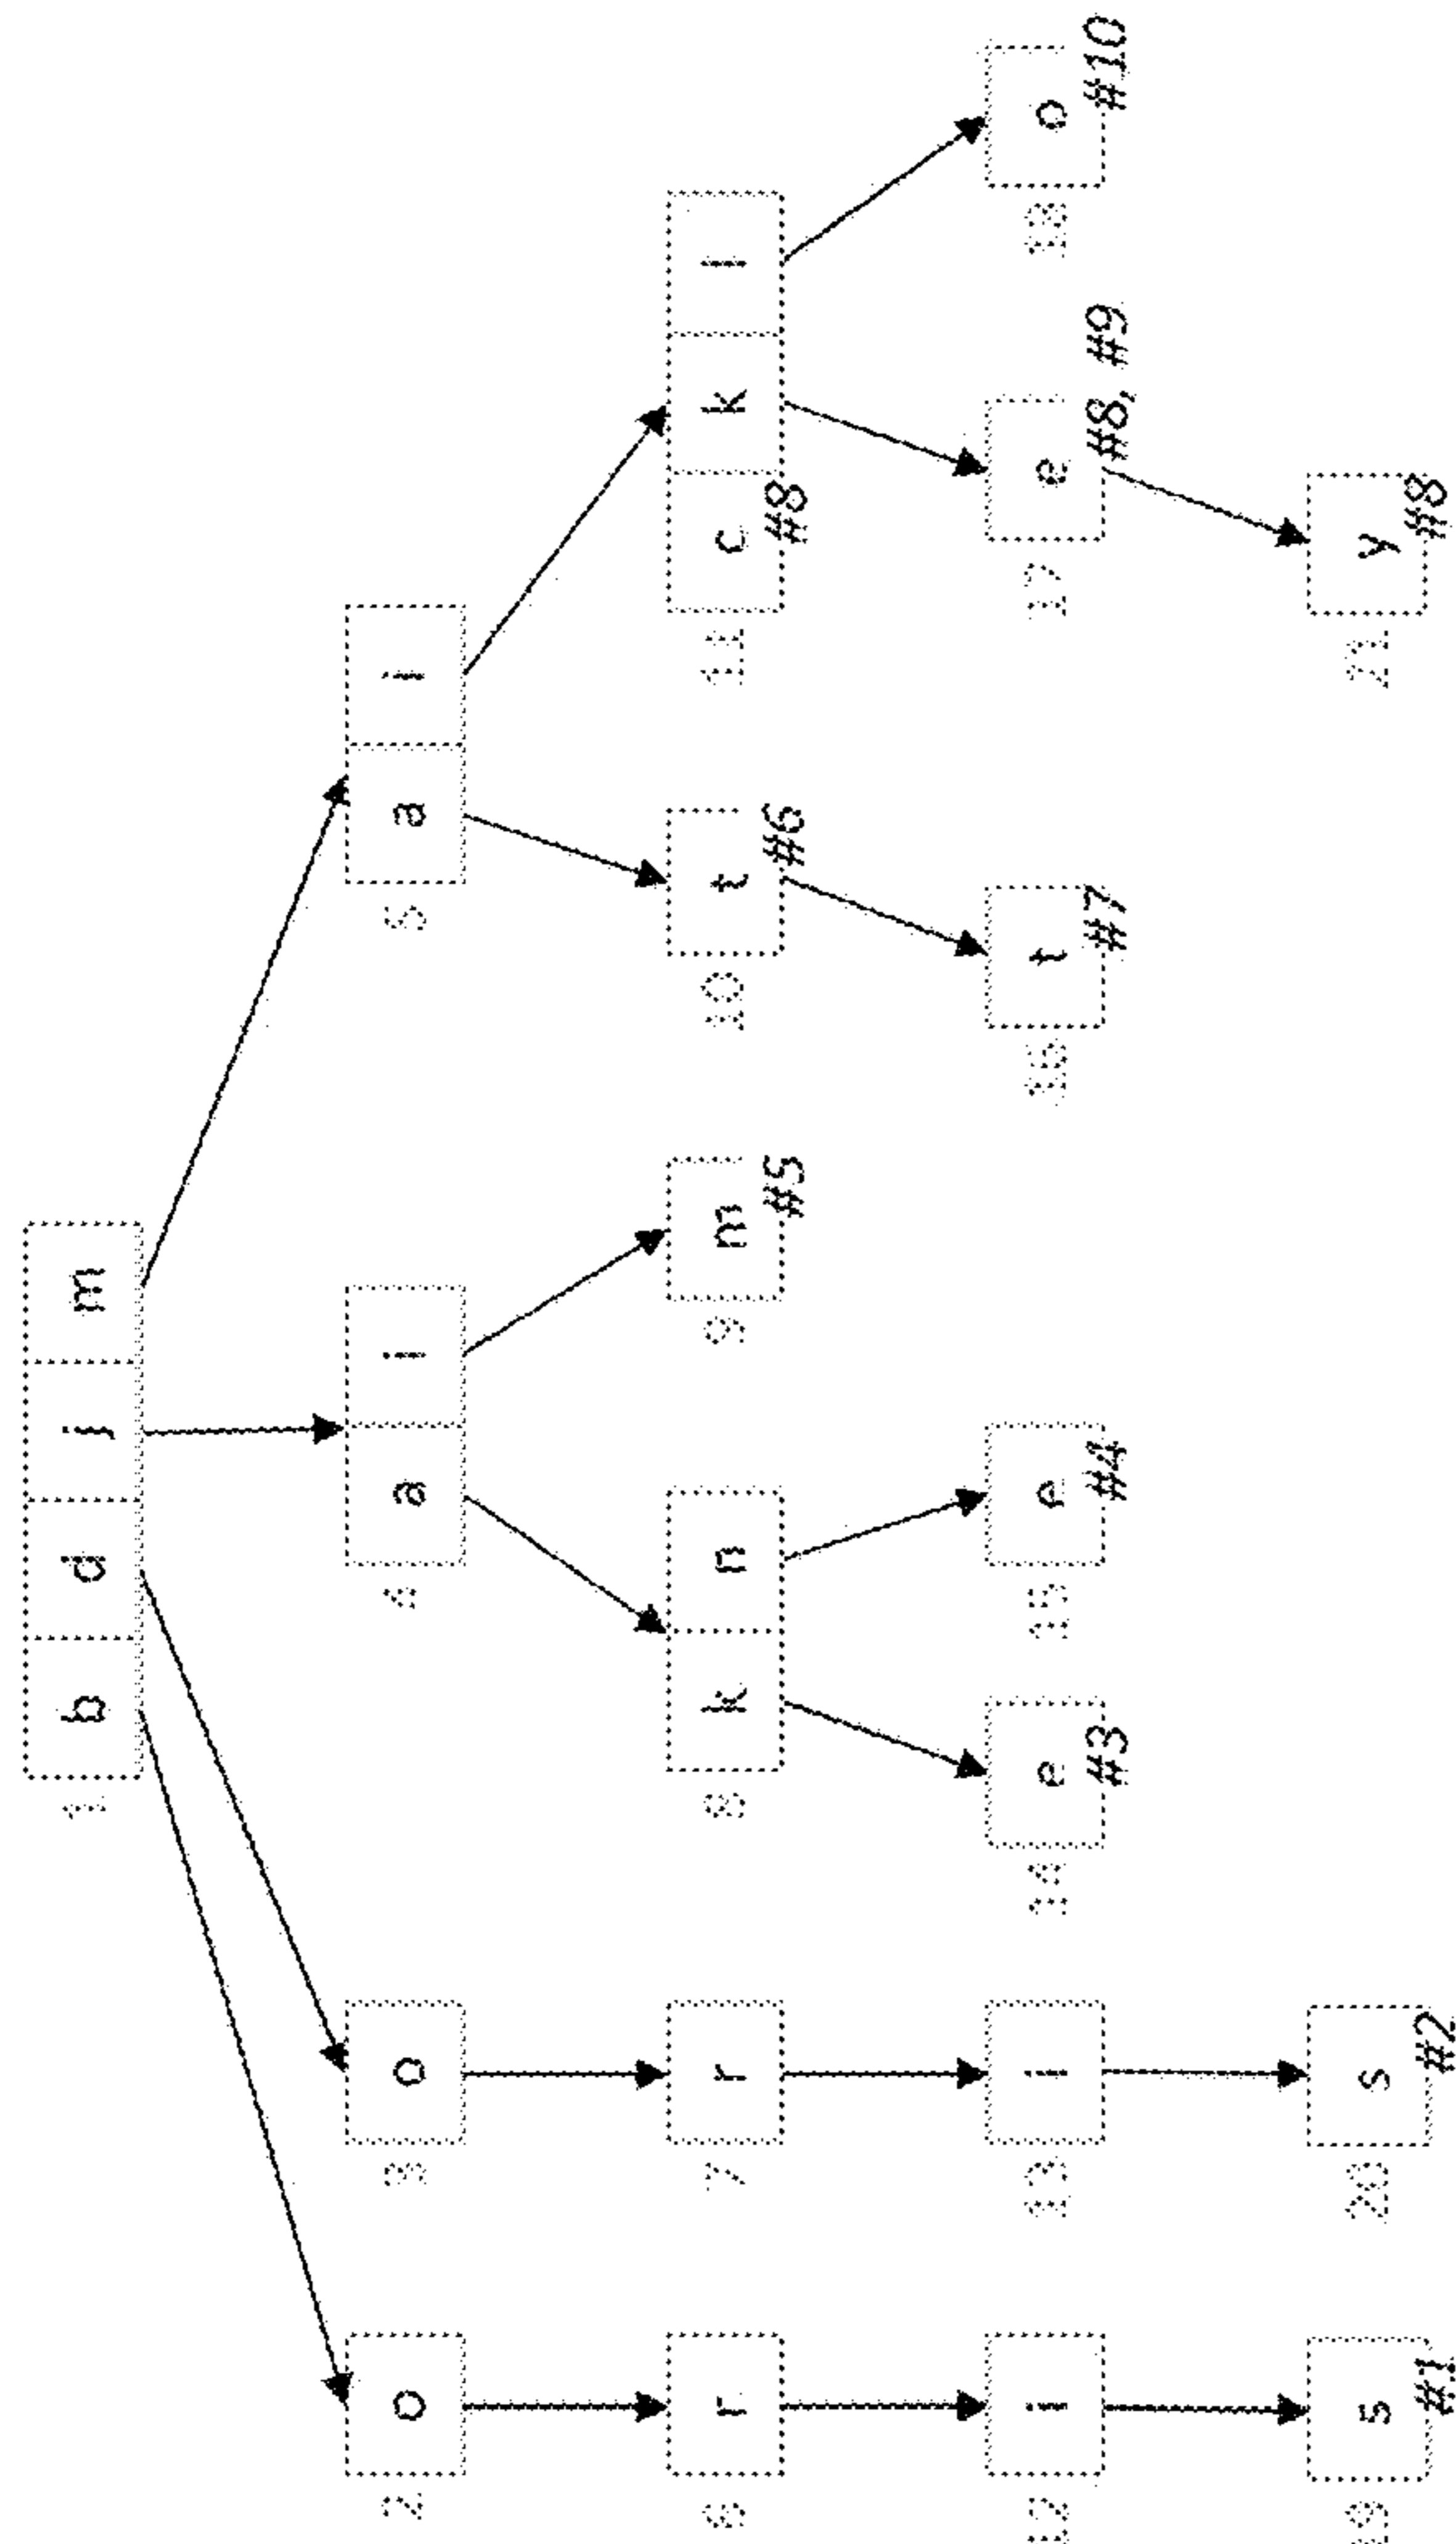 1 b d j m
2 o 3 o 4 a i 5 a i
6 r 7 r 8 k n 9 m 10 t 11 c k l
#5 #6 #8
12 i 13 i 14 e 15 e 16 t 17 e 18 o
#3 #4 #7 #8, #9 #10
19 s 20 s 21 y
#1 #2 #8